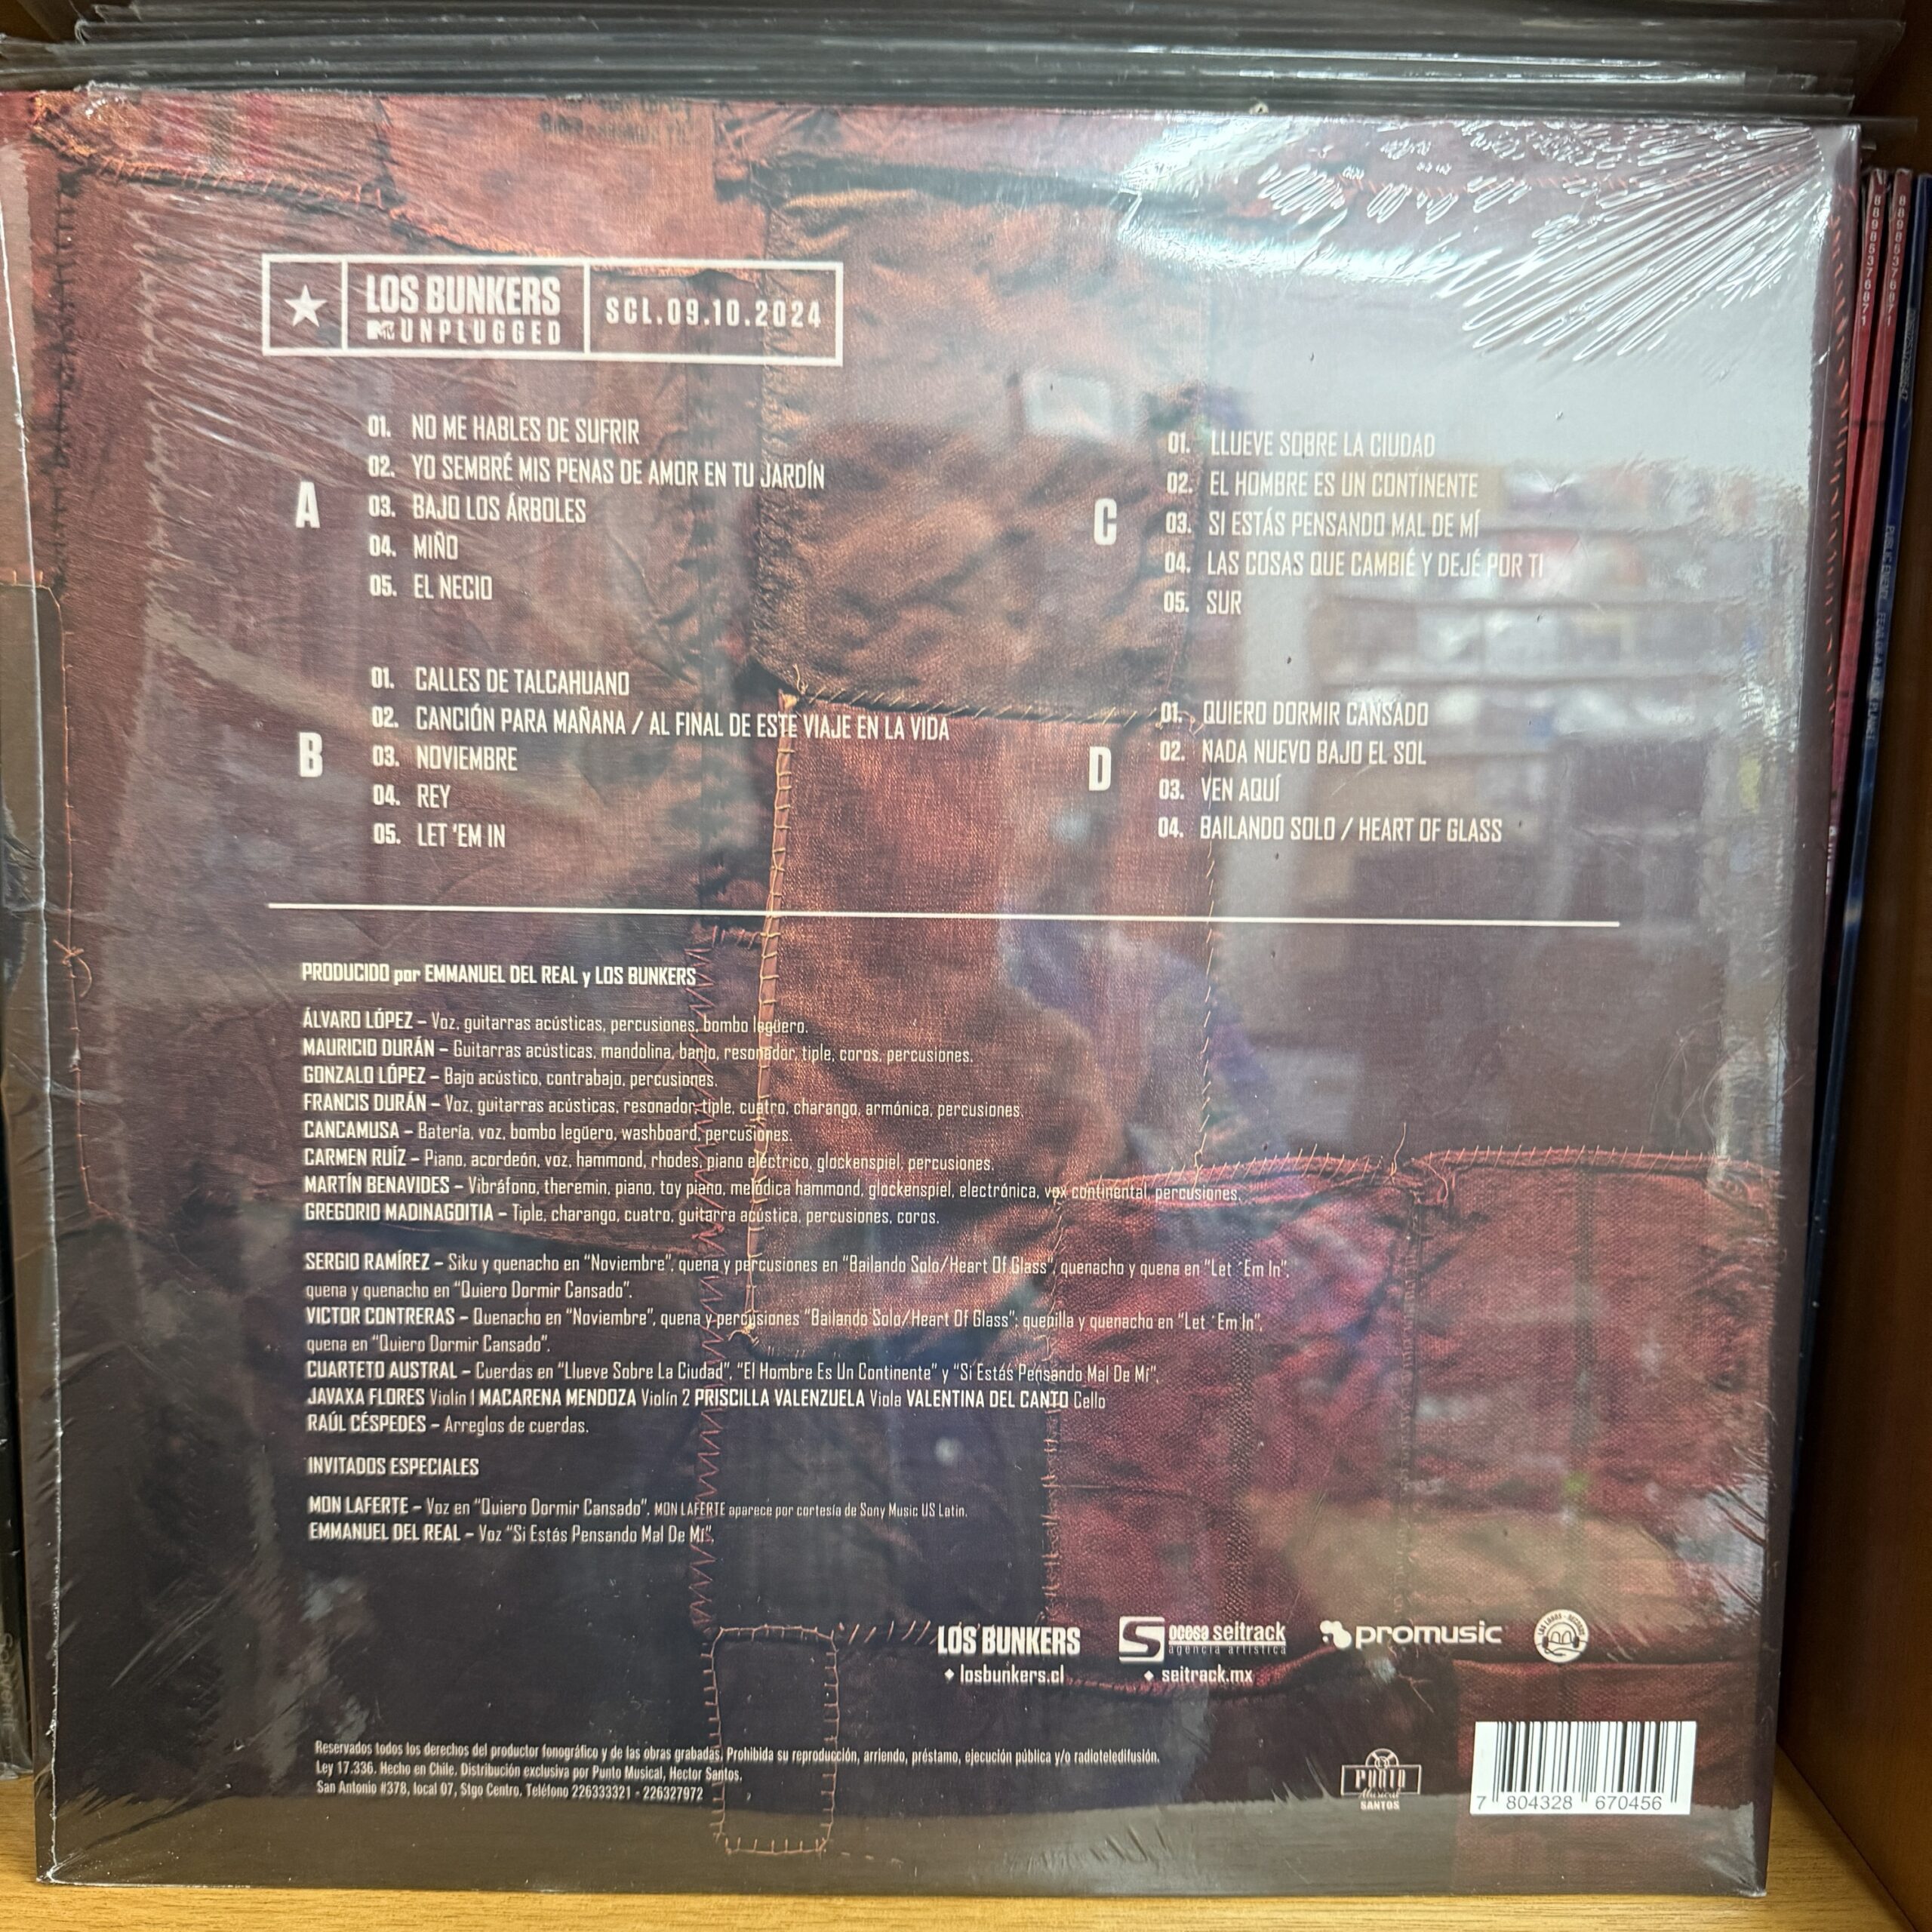 LOS BUNKERS
MTV UNPLUGGED
SCL.09.10.2024
A
01. NO ME HABLES DE SUFRIR
02. YO SEMBRÉ MIS PENAS DE AMOR EN TU JARDÍN
03. BAJO LOS ÁRBOLES
04. MIÑO
05. EL NECIO
B
01. CALLES DE TALCAHUANO
02. CANCIÓN PARA MAÑANA / AL FINAL DE ESTE VIAJE EN LA VIDA
03. NOVIEMBRE
04. REY
05. LET 'EM IN
C
01. LLUEVE SOBRE LA CIUDAD
02. EL HOMBRE ES UN CONTINENTE
03. SI ESTÁS PENSANDO MAL DE MÍ
04. LAS COSAS QUE CAMBIÉ Y DEJÉ POR TI
05. SUR
D
01. QUIERO DORMIR CANSADO
02. NADA NUEVO BAJO EL SOL
03. VEN AQUÍ
04. BAILANDO SOLO / HEART OF GLASS
PRODUCIDO por EMMANUEL DEL REAL y LOS BUNKERS
ÁLVARO LÓPEZ – Voz, guitarras acústicas, percusiones, bombo legüero.
MAURICIO DURÁN – Guitarras acústicas, mandolina, banjo, resonador, tiple, coros, percusiones.
GONZALO LÓPEZ – Bajo acústico, contrabajo, percusiones.
FRANCIS DURÁN – Voz, guitarras acústicas, resonador, tiple, cuatro, charango, armónica, percusiones.
CANCAMUSA – Batería, voz, bombo legüero, washboard, percusiones.
CARMEN RUÍZ – Piano, acordeón, voz, hammond, rhodes, piano eléctrico, glockenspiel, percusiones.
MARTÍN BENAVIDES – Vibráfono, theremin, piano, toy piano, melódica hammond, glockenspiel, electrónica, vox continental, percusiones.
GREGORIO MADINAGDITIA – Tiple, charango, cuatro, guitarra acústica, percusiones, coros.
SERGIO RAMÍREZ – Siku y quenacho en "Noviembre", quena y percusiones en "Bailando Solo/Heart Of Glass", quenacho y quena en "Let ´Em In",
quena y quenacho en "Quiero Dormir Cansado".
VICTOR CONTRERAS – Quenacho en "Noviembre", quena y percusiones "Bailando Solo/Heart Of Glass"; quenilla y quenacho en "Let ´Em In",
quena en "Quiero Dormir Cansado".
CUARTETO AUSTRAL – Cuerdas en "Llueve Sobre La Ciudad", "El Hombre Es Un Continente" y "Si Estás Pensando Mal De Mí",
JAVAXA FLORES Violín 1 MACARENA MENDOZA Violín 2 PRISCILLA VALENZUELA Viola VALENTINA DEL CANTO Cello
RAÚL CÉSPEDES – Arreglos de cuerdas.
INVITADOS ESPECIALES
MON LAFERTE – Voz en "Quiero Dormir Cansado". MON LAFERTE aparece por cortesía de Sony Music US Latin.
EMMANUEL DEL REAL – Voz "Si Estás Pensando Mal De Mí".
LOS BUNKERS
losbunkers.cl
ocesa seitrack
agencia artística
seitrack.mx
promusic
Reservados todos los derechos del productor fonográfico y de las obras grabadas. Prohibida su reproducción, arriendo, préstamo, ejecución pública y/o radioteledifusión.
Ley 17.336. Hecho en Chile. Distribución exclusiva por Punto Musical, Hector Santos.
San Antonio #378, local 07, Stgo Centro. Teléfono 226333321 - 226327972
PUNTO
Musical
SANTOS
7 804328 670456
88985376871
88985376871